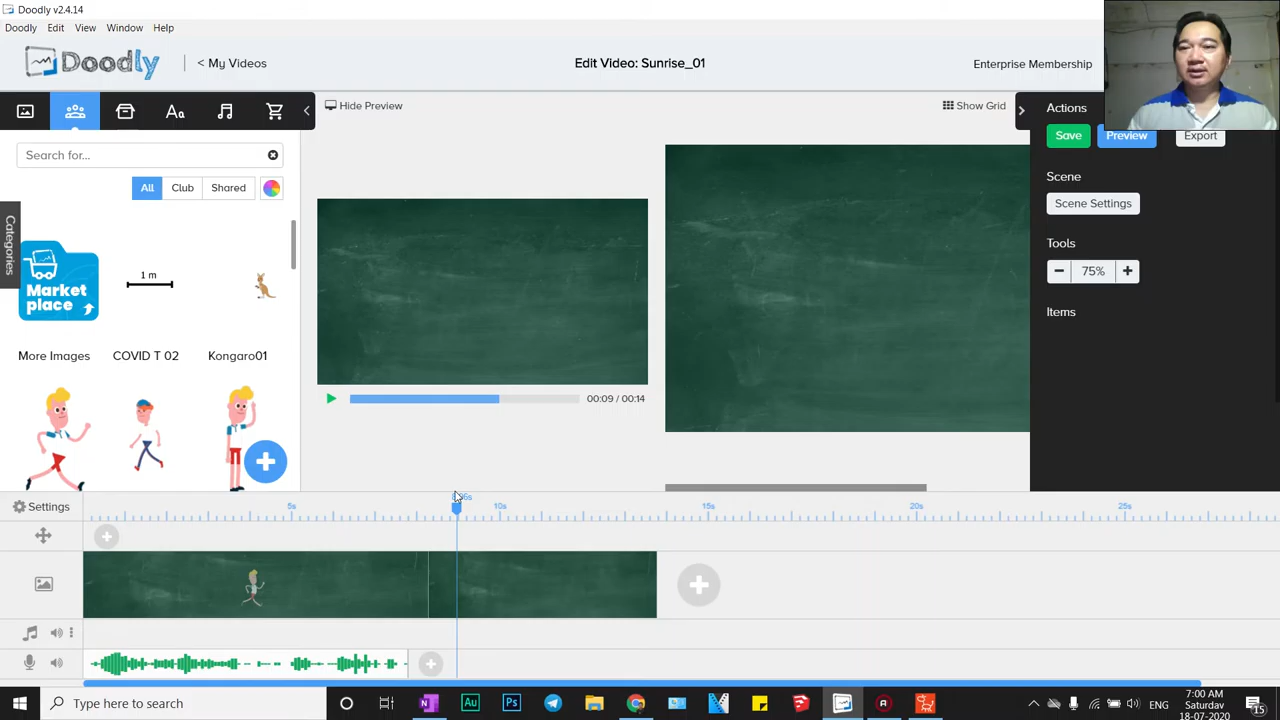 Doodly v2.4.14
Doodly Edit View Window Help
Doodly
< My Videos
Edit Video: Sunrise_01
Enterprise Membership
Hide Preview
Show Grid
Actions
Save Preview Export
Search for...
All Club Shared
Categories
Scene
Scene Settings
Tools
75%
Items
Market place
1 m
More Images COVID T 02 Kongaro01
00:09 / 00:14
Settings
5s 10s 15s 20s 25s
Type here to search
Au Ps
ENG
7:00 AM
Saturday
18-07-2020
15